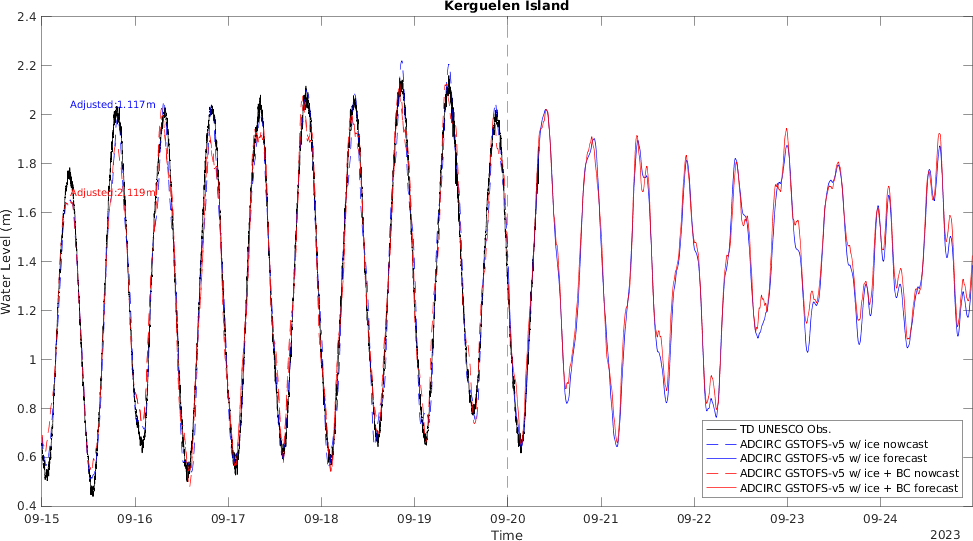 Kerguelen Island
2.4
2.2
2
1.8
1.6
1.4
1.2
1
0.8
0.6
0.4
Water Level (m)
Adjusted:1.117m
Adjusted:2.119m
TD UNESCO Obs.
ADCIRC GSTOFS-v5 w/ ice nowcast
ADCIRC GSTOFS-v5 w/ ice forecast
ADCIRC GSTOFS-v5 w/ ice + BC nowcast
ADCIRC GSTOFS-v5 w/ ice + BC forecast
09-15 09-16 09-17 09-18 09-19 09-20 09-21 09-22 09-23 09-24
Time
2023